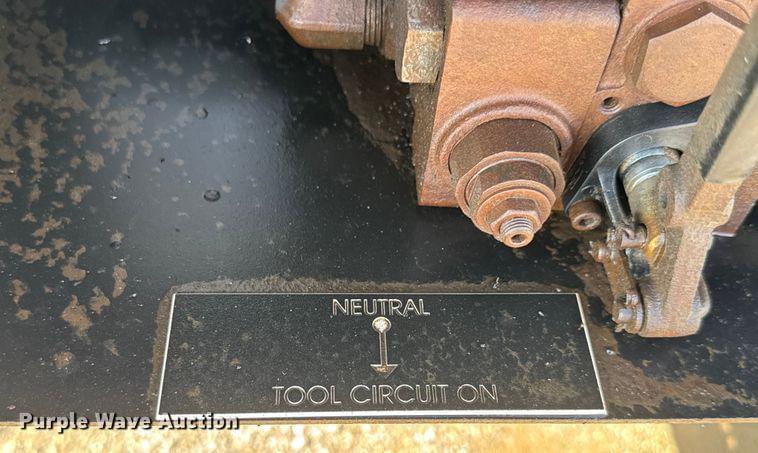 NEUTRAL
TOOL CIRCUIT ON
Purple Wave Auction